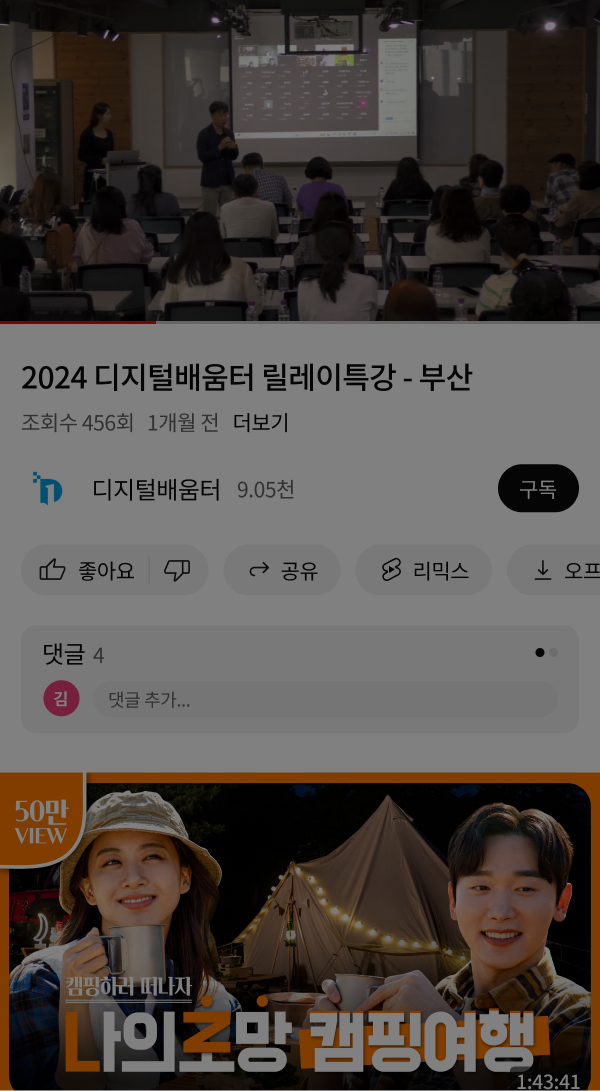 2024 디지털배움터 릴레이특강 - 부산
조회수 456회 1개월 전 더보기
디지털배움터 9.05천 구독
좋아요 공유 리믹스 오프
댓글 4
김 댓글 추가...
50만
VIEW
캠핑하러 떠나자
나의로망 캠핑여행
1:43:41